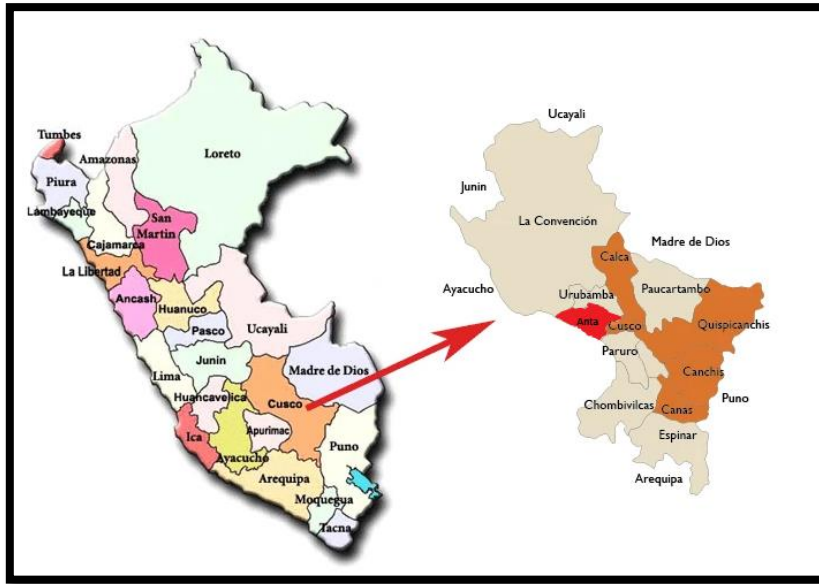 Tumbes
Amazonas
Loreto
Piura
Lambayeque
San
Martin
Cajamarca
La Libertad
Ancash
Huanuco
Pasco
Ucayali
Junin
Lima
Madre de Dios
Huancavelica
Cusco
Ica
Apurimac
Ayacucho
Puno
Arequipa
Moquegua
Tacna
Ucayali
Junin
La Convención
Madre de Dios
Calca
Ayacucho
Urubamba
Paucartambo
Anta
Cusco
Quispicanchis
Paruro
Canchis
Puno
Chombivilcas
Canas
Espinar
Arequipa